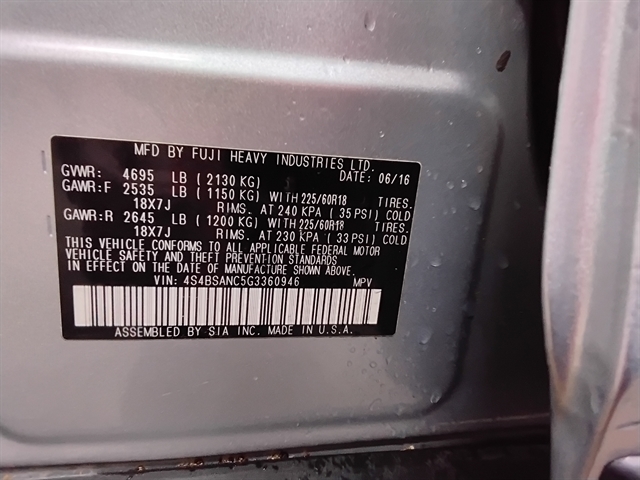 MFD BY FUJI HEAVY INDUSTRIES LTD.
GVWR: 4695 LB ( 2130 KG) DATE: 06/16
GAWR:F 2535 LB ( 1150 KG) WITH 225/60R18 TIRES.
18X7J RIMS. AT 240 KPA ( 35 PSI) COLD
GAWR:R 2645 LB ( 1200 KG) WITH 225/60R18 TIRES.
18X7J RIMS. AT 230 KPA ( 33 PSI) COLD
THIS VEHICLE CONFORMS TO ALL APPLICABLE FEDERAL MOTOR
VEHICLE SAFETY AND THEFT PREVENTION STANDARDS
IN EFFECT ON THE DATE OF MANUFACTURE SHOWN ABOVE.
VIN: 4S4BSANC5G3360946 MPV
ASSEMBLED BY SIA INC. MADE IN U.S.A.